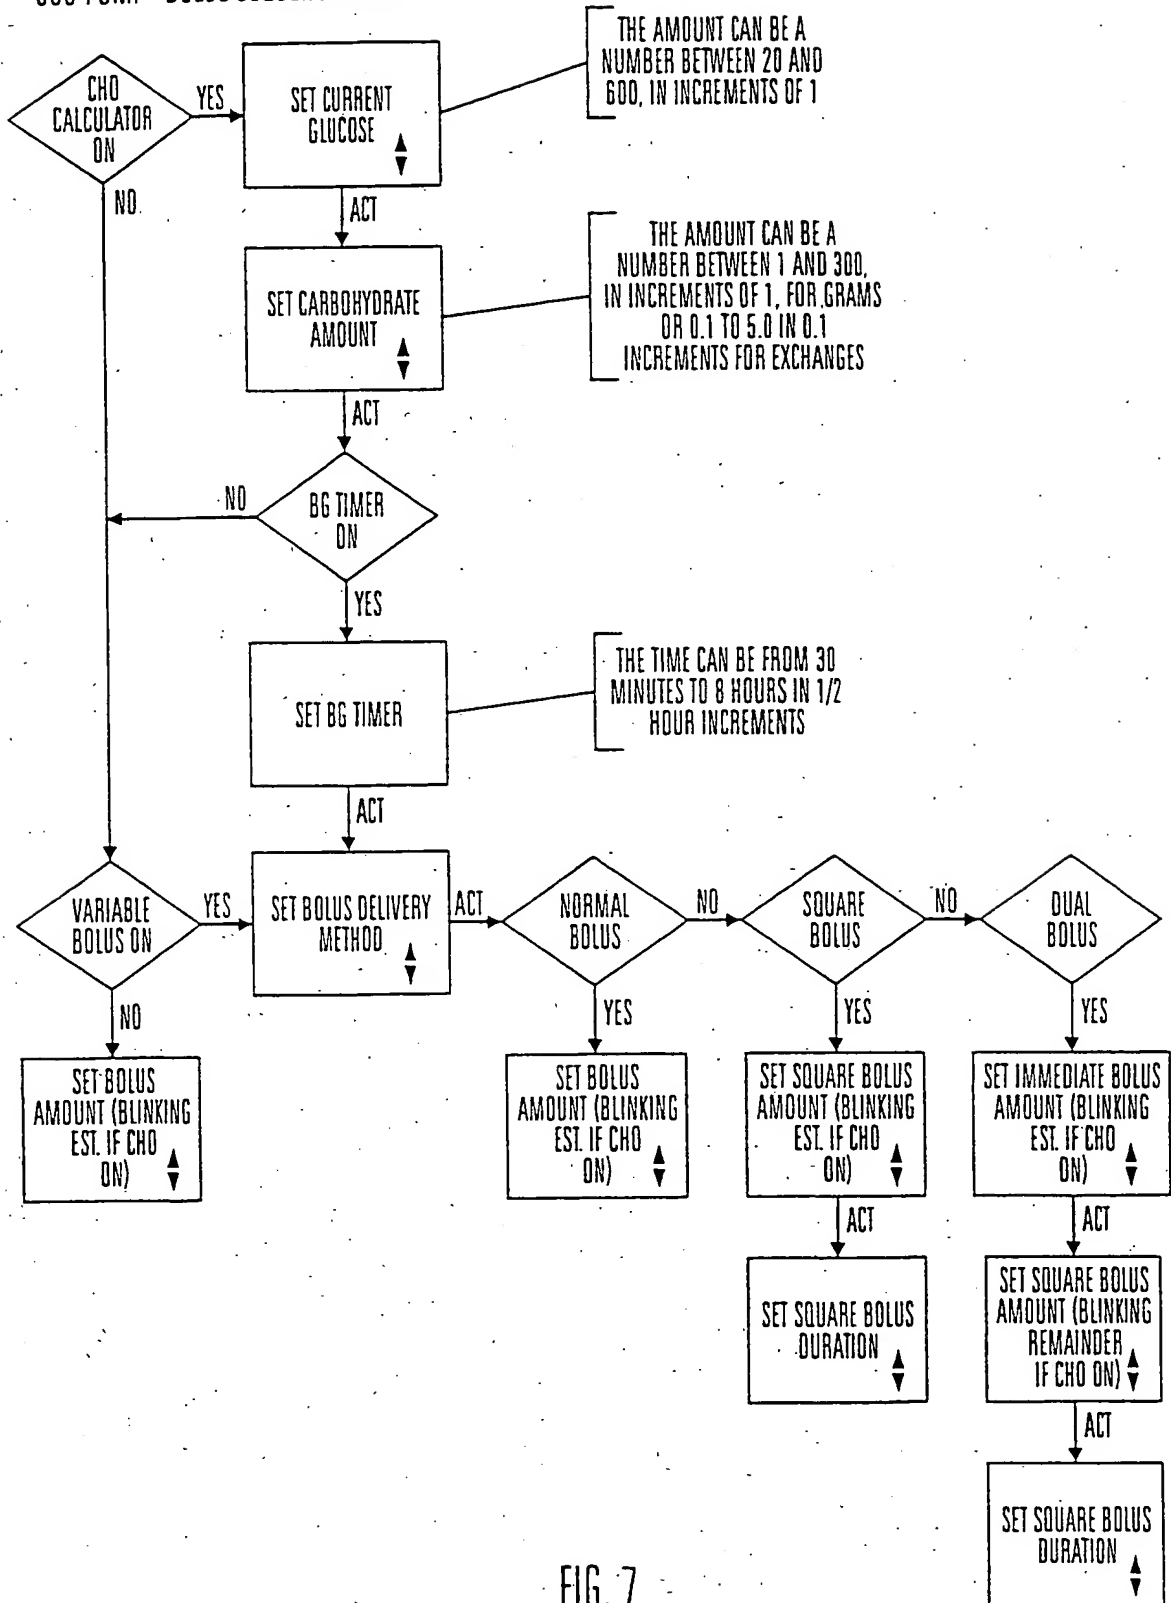 THE AMOUNT CAN BE A
NUMBER BETWEEN 20 AND
600, IN INCREMENTS OF 1
CHO
CALCULATOR
ON
YES
SET CURRENT
GLUCOSE
NO
ACT
THE AMOUNT CAN BE A
NUMBER BETWEEN 1 AND 300,
IN INCREMENTS OF 1, FOR GRAMS
OR 0.1 TO 5.0 IN 0.1
INCREMENTS FOR EXCHANGES
SET CARBOHYDRATE
AMOUNT
ACT
NO
BG TIMER
ON
YES
THE TIME CAN BE FROM 30
MINUTES TO 8 HOURS IN 1/2
HOUR INCREMENTS
SET BG TIMER
ACT
VARIABLE
BOLUS ON
YES
SET BOLUS DELIVERY
METHOD
ACT
NORMAL
BOLUS
NO
SQUARE
BOLUS
NO
DUAL
BOLUS
NO
YES
YES
YES
SET BOLUS
AMOUNT (BLINKING
EST. IF CHO
ON)
SET BOLUS
AMOUNT (BLINKING
EST. IF CHO
ON)
SET SQUARE BOLUS
AMOUNT (BLINKING
EST. IF CHO
ON)
SET IMMEDIATE BOLUS
AMOUNT (BLINKING
EST. IF CHO
ON)
ACT
ACT
SET SQUARE BOLUS
DURATION
SET SQUARE BOLUS
AMOUNT (BLINKING
REMAINDER
IF CHO ON)
ACT
SET SQUARE BOLUS
DURATION
FIG. 7